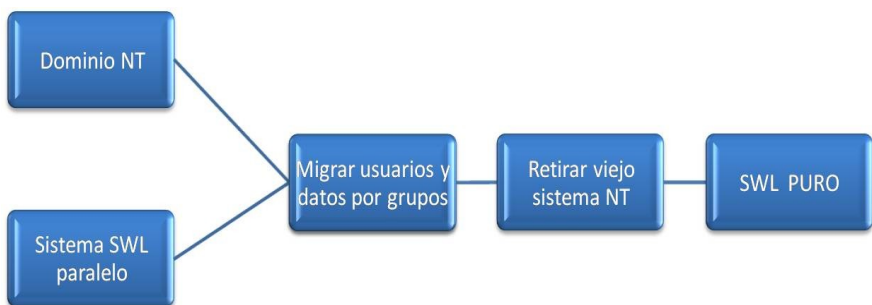 Dominio NT
Sistema SWL
paralelo
Migrar usuarios y
datos por grupos
Retirar viejo
sistema NT
SWL PURO